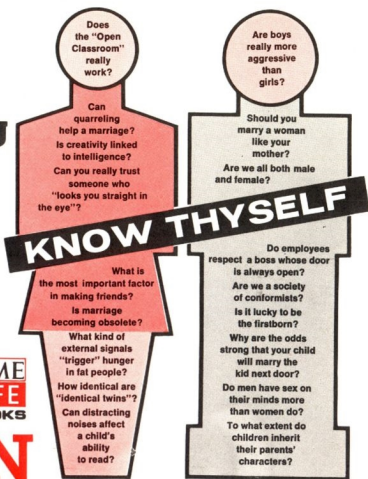 Does
the "Open
Classroom"
really
work?
Can
quarreling
help a marriage?
Is creativity linked
to intelligence?
Can you really trust
someone who
"looks you straight in
the eye"?
Are boys
really more
aggressive
than
girls?
Should you
marry a woman
like your
mother?
Are we all both male
and female?
KNOW THYSELF
What is
the most important factor
in making friends?
Is marriage
becoming obsolete?
What kind of
external signals
"trigger" hunger
in fat people?
How identical are
"identical twins"?
Can distracting
noises affect
a child's
ability
to read?
Do employees
respect a boss whose door
is always open?
Are we a society
of conformists?
Is it lucky to be
the firstborn?
Why are the odds
strong that your child
will marry the
kid next door?
Do men have sex on
their minds more
than women do?
To what extent do
children inherit
their parents'
characters?
ME
FE
OKS
N